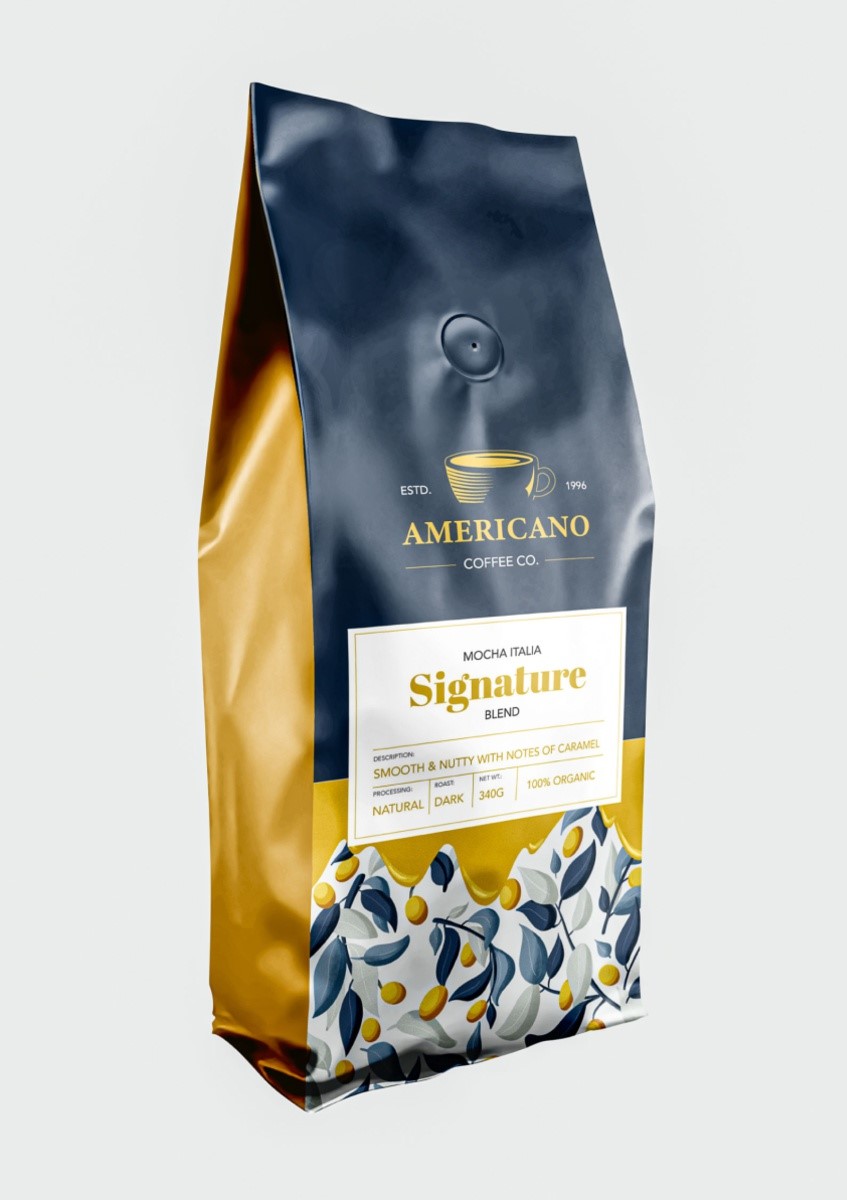 ESTD. 1996
AMERICANO
COFFEE CO.
MOCHA ITALIA
Signature
BLEND
DESCRIPTION:
SMOOTH & NUTTY WITH NOTES OF CARAMEL
PROCESSING: ROAST: NET WT.:
NATURAL DARK 340G 100% ORGANIC